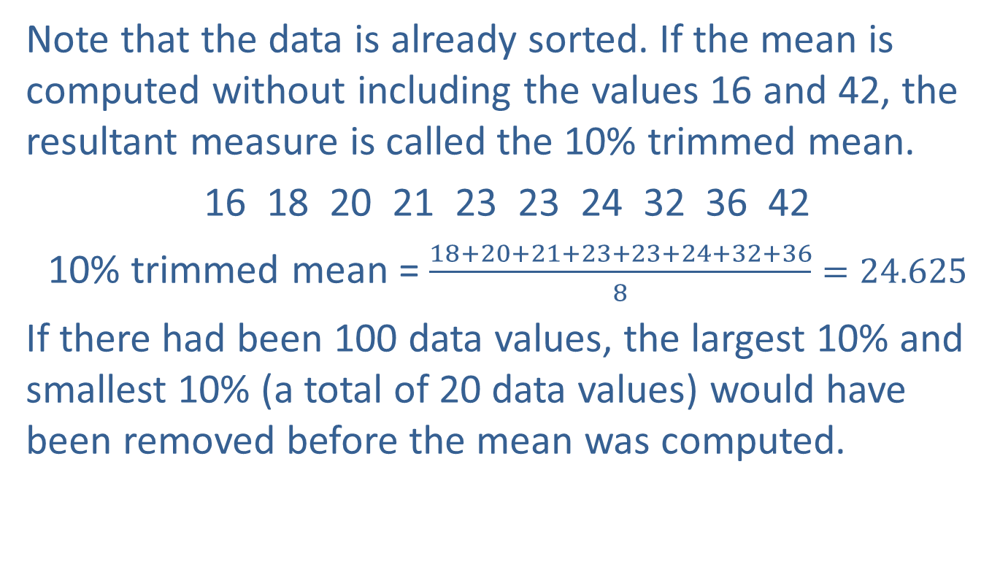 Note that the data is already sorted. If the mean is
computed without including the values 16 and 42, the
resultant measure is called the 10% trimmed mean.
16 18 20 21 23 23 24 32 36 42
10% trimmed mean = \frac{18+20+21+23+23+24+32+36}{8} = 24.625
If there had been 100 data values, the largest 10% and
smallest 10% (a total of 20 data values) would have
been removed before the mean was computed.